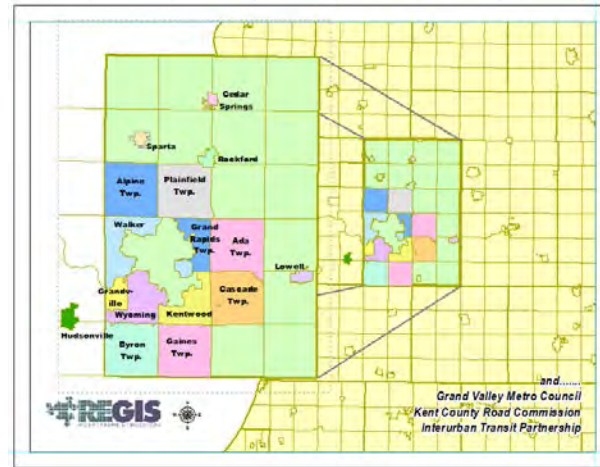 Cedar
Springs
Sparta
Rockford
Alpine
Twp.
Plainfield
Twp.
Walker
Grand
Rapids
Twp.
Ada
Twp.
Lowell
Grand-
ville
Wyoming
Kentwood
Cascade
Twp.
Hudsonville
Byron
Twp.
Gaines
Twp.
REGIS
and.......
Grand Valley Metro Council
Kent County Road Commission
Interurban Transit Partnership